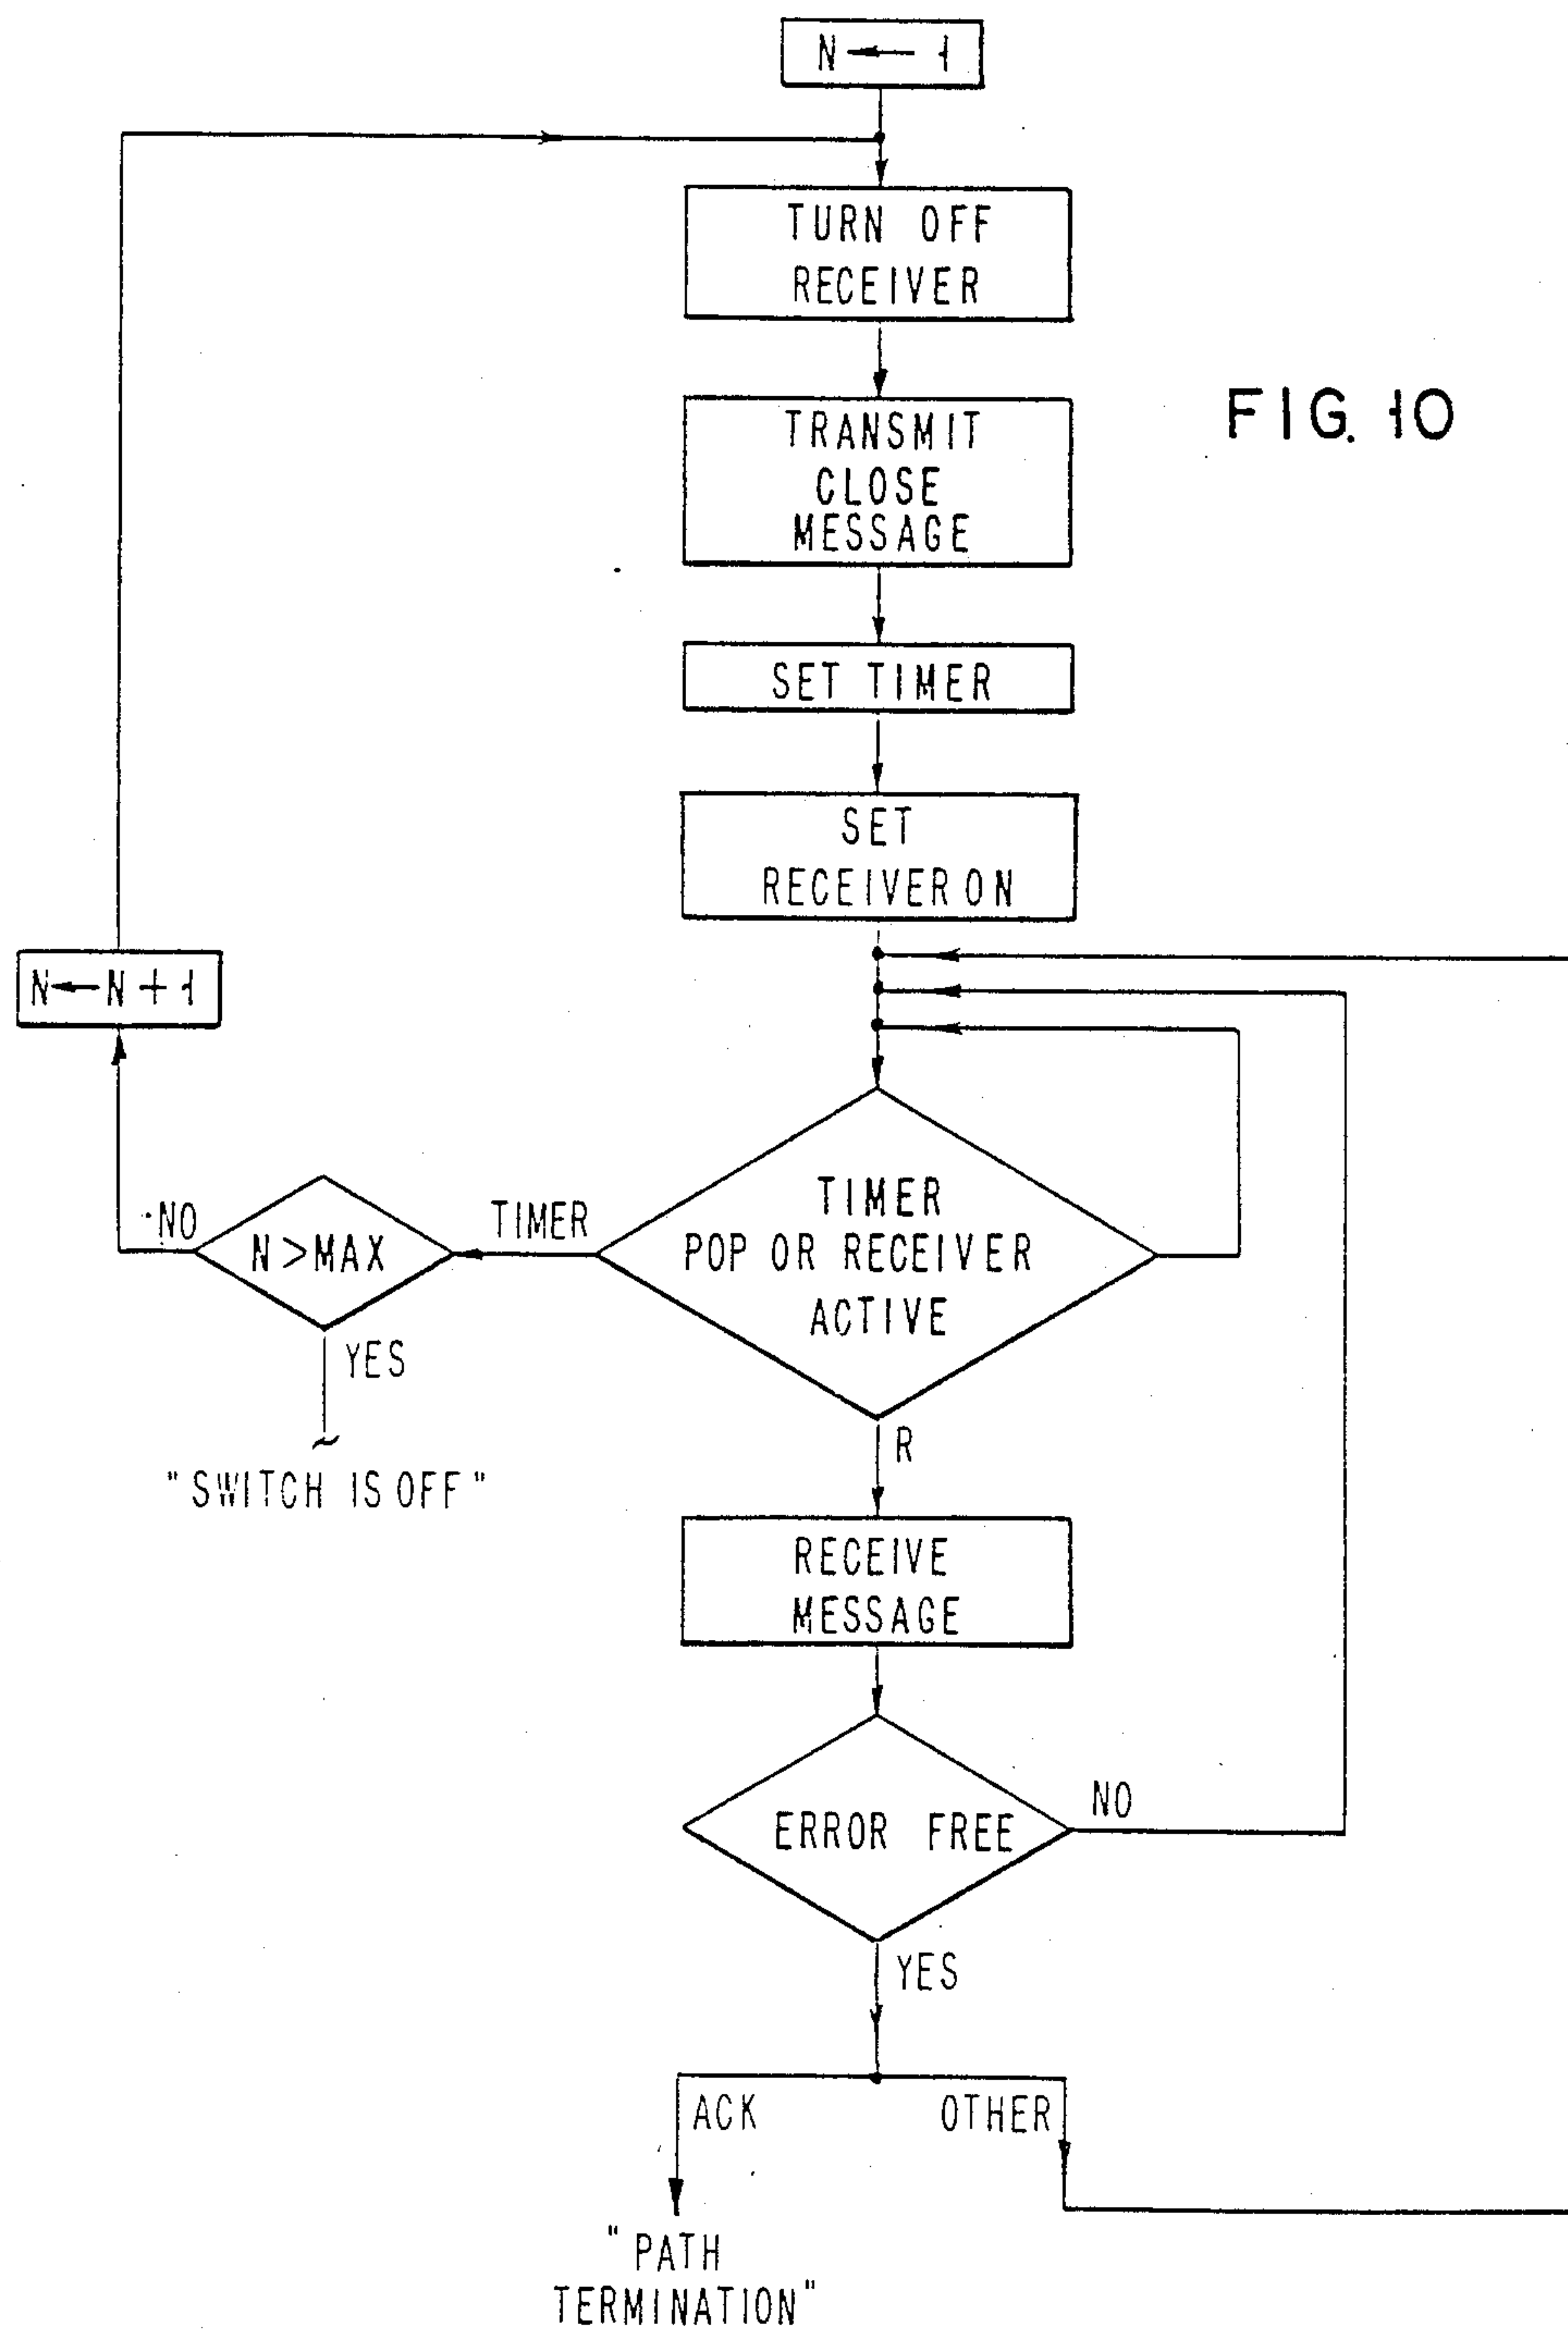 N ← 1
TURN OFF
RECEIVER
FIG. 10
TRANSMIT
CLOSE
MESSAGE
SET TIMER
SET
RECEIVER ON
N ← N + 1
TIMER
POP OR RECEIVER
ACTIVE
TIMER
N > MAX
NO
YES
"SWITCH IS OFF"
R
RECEIVE
MESSAGE
ERROR FREE
NO
YES
ACK
OTHER
"PATH
TERMINATION"